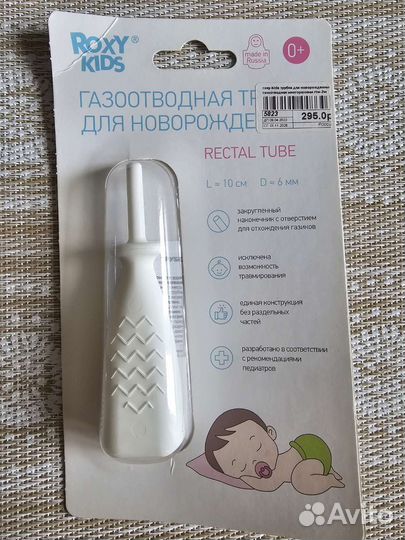 ROXY®
KIDS
made in
Russia
0+
ГАЗООТВОДНАЯ ТР
ДЛЯ НОВОРОЖДЕ
5823
295.0р
RECTAL TUBE
L = 10 см D = 6 мм
закругленный
наконечник с отверстием
для отхождения газиков
исключена
возможность
травмирования
единая конструкция
без раздельных
частей
разработано в соответствии
с рекомендациями
педиатров
Avito